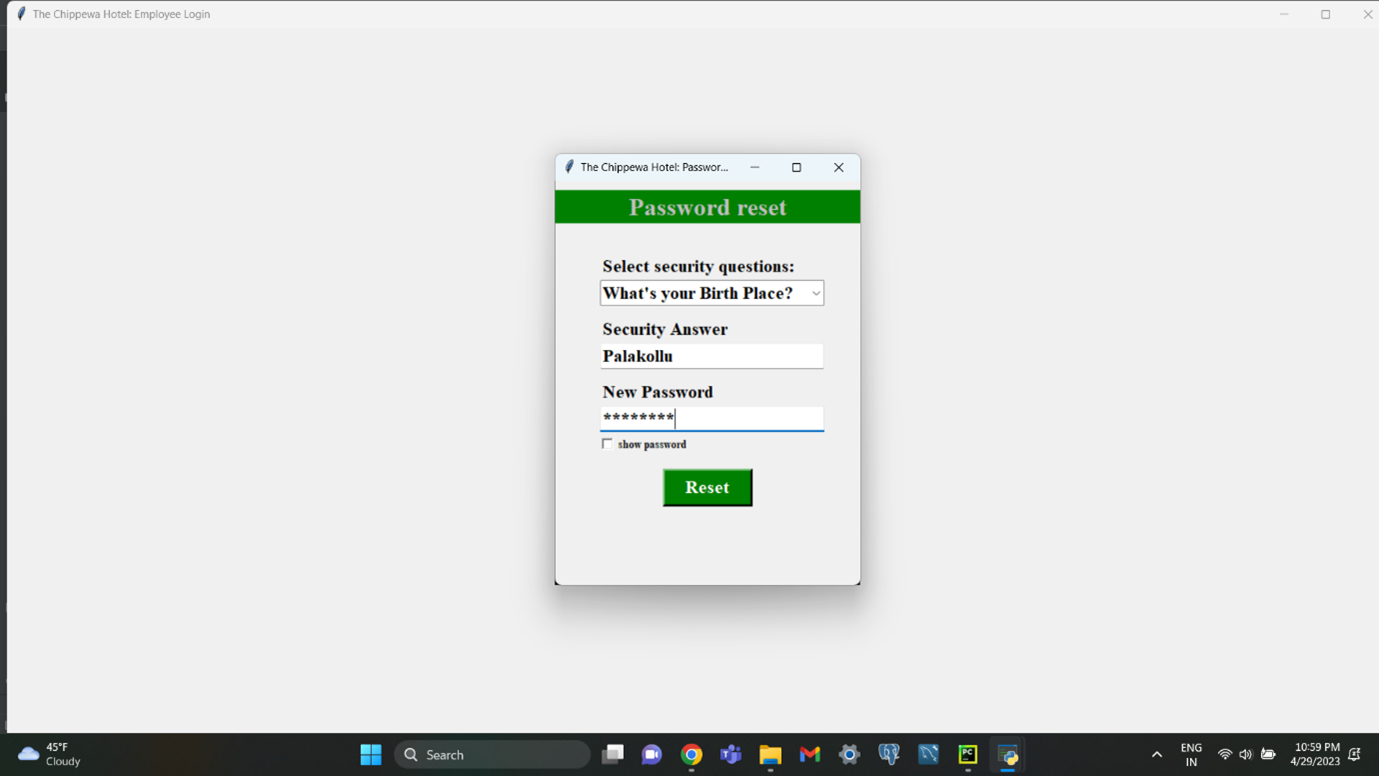 The Chippewa Hotel: Employee Login
The Chippewa Hotel: Passwor...
Password reset
Select security questions:
What's your Birth Place?
Security Answer
Palakollu
New Password
********
show password
Reset
45°F
Cloudy
Search
PC
ENG
IN
10:59 PM
4/29/2023